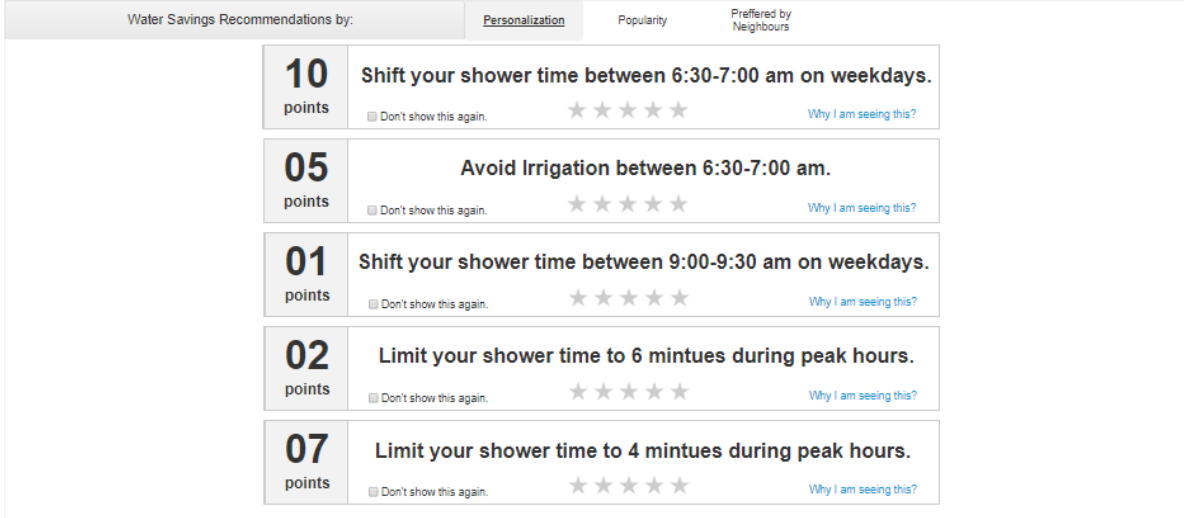 Water Savings Recommendations by:
Personalization
Popularity
Preffered by
Neighbours
10
points
Shift your shower time between 6:30-7:00 am on weekdays.
Don't show this again.
Why I am seeing this?
05
points
Avoid Irrigation between 6:30-7:00 am.
Don't show this again.
Why I am seeing this?
01
points
Shift your shower time between 9:00-9:30 am on weekdays.
Don't show this again.
Why I am seeing this?
02
points
Limit your shower time to 6 mintues during peak hours.
Don't show this again.
Why I am seeing this?
07
points
Limit your shower time to 4 mintues during peak hours.
Don't show this again.
Why I am seeing this?